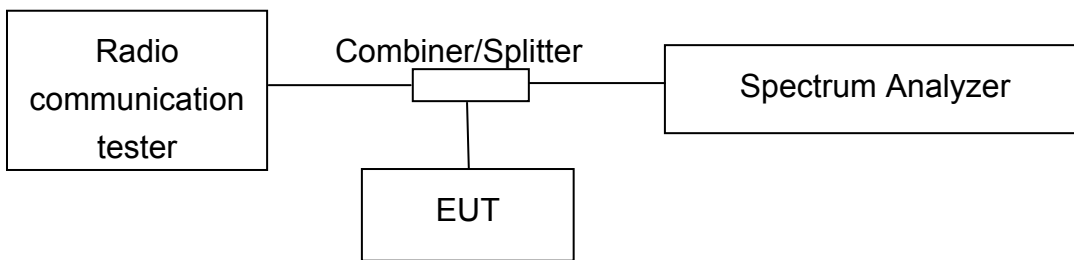 Radio
communication
tester
Combiner/Splitter
Spectrum Analyzer
EUT